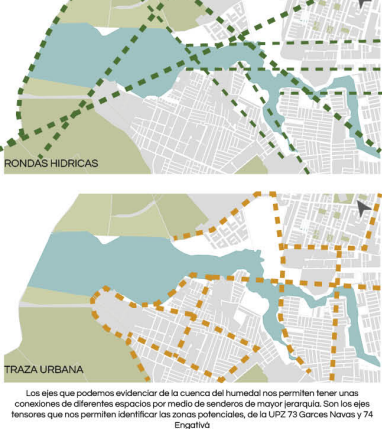 RONDAS HIDRICAS
TRAZA URBANA
Los ejes que podemos evidenciar de la cuenca del humedal nos permiten tener unas
conexiones de diferentes espacios por medio de senderos de mayor jerarquia. Son los ejes
tensores que nos permiten identificar las zonas potenciales, de la UPZ 73 Garces Navas y 74
Engativá